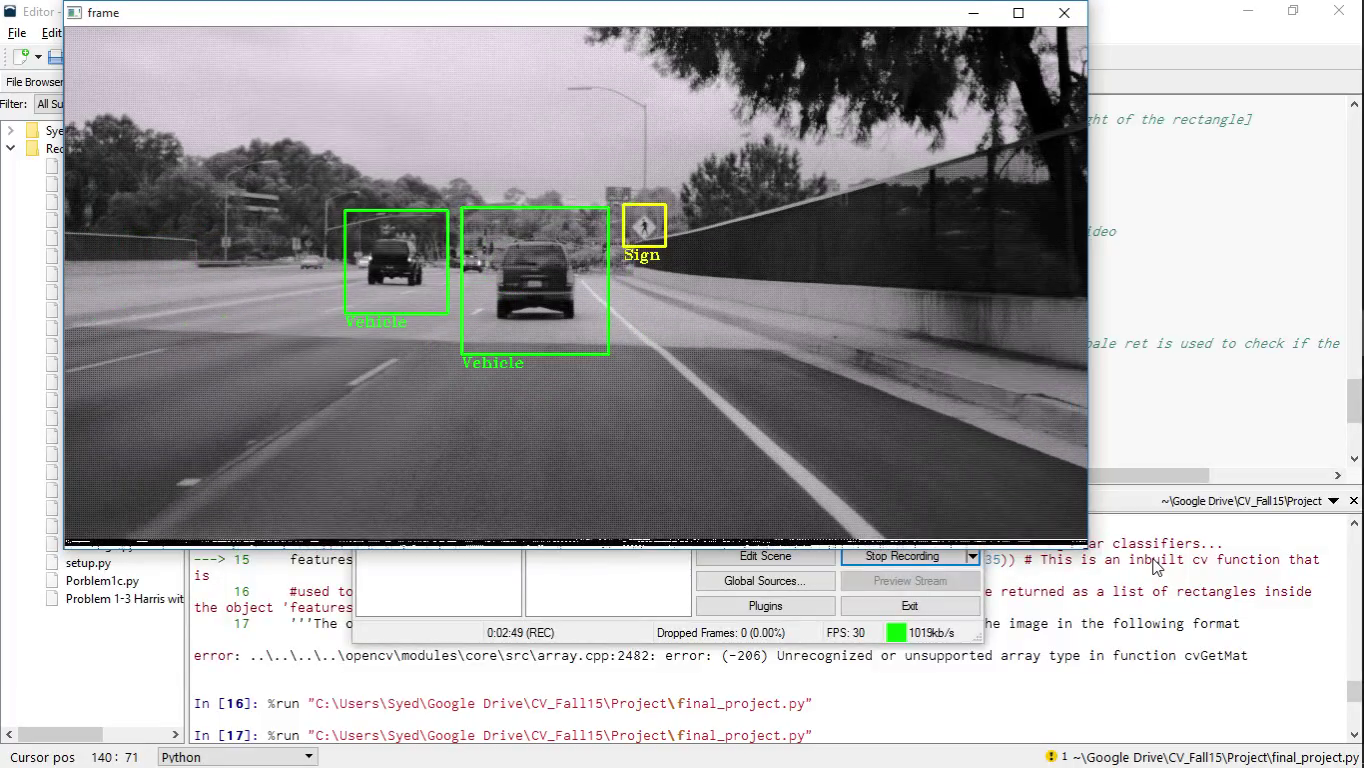 Editor -
frame
File Edit
File Browser
Filter: All Su
Sye
Rec
ght of the rectangle]
ideo
bale ret is used to check if the
Sign
Vehicle
Vehicle
~\Google Drive\CV_Fall15\Project
ar classifiers...
---> 15 features 35)) # This is an inbuilt cv function that
is
16 #used to e returned as a list of rectangles inside
the object 'features
17 '''The o he image in the following format
error: ..\..\..\..\opencv\modules\core\src\array.cpp:2482: error: (-206) Unrecognized or unsupported array type in function cvGetMat
In [16]: %run "C:\Users\Syed\Google Drive\CV_Fall15\Project\final_project.py"
In [17]: %run "C:\Users\Syed\Google Drive\CV_Fall15\Project\final_project.py"
setup.py
Porblem1c.py
Problem 1-3 Harris wit
Edit Scene Stop Recording
Global Sources... Preview Stream
Plugins Exit
0:02:49 (REC) Dropped Frames: 0 (0.00%) FPS: 30 1019kb/s
Cursor pos 140: 71 Python 1 ~\Google Drive\CV_Fall15\Project\final_project.py